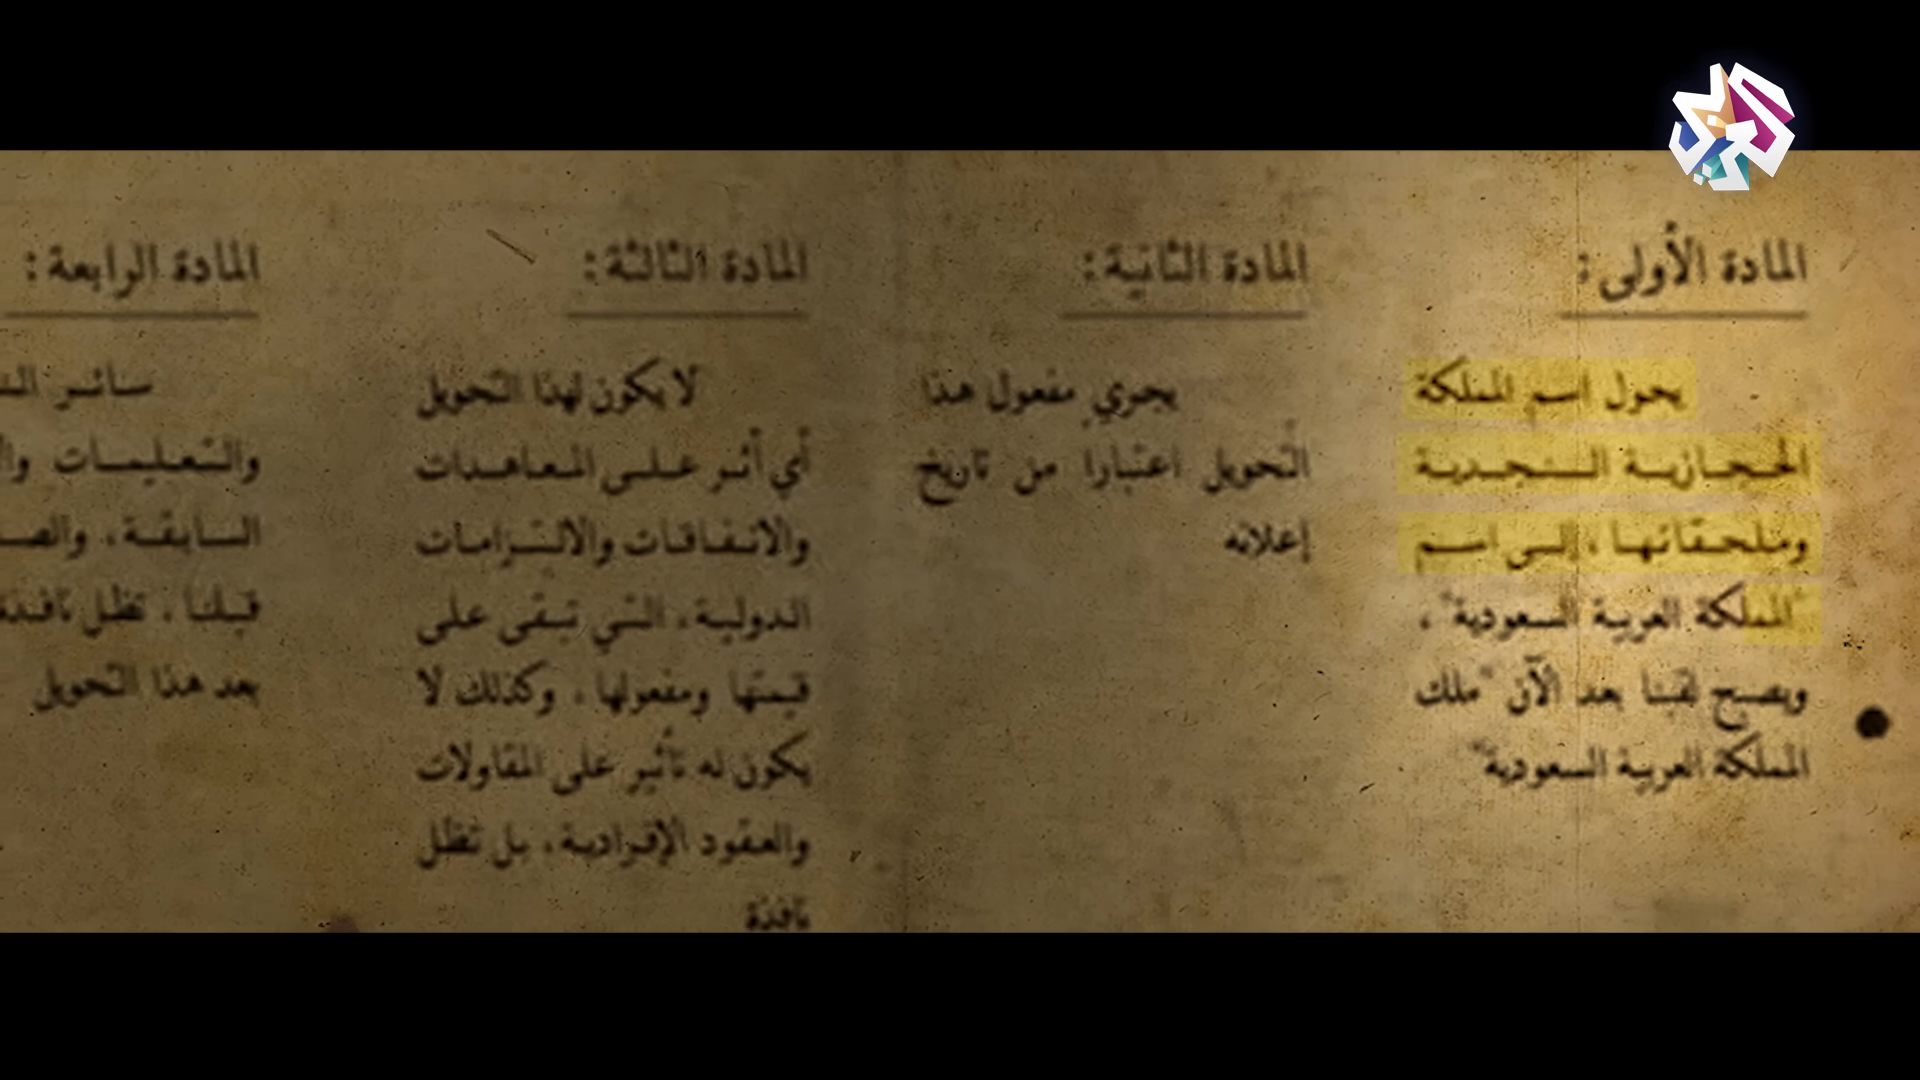 المادة الأولى :
يحول اسم المملكة
الحجازية النجدية
وملحقاتها ، إلى اسم
"المملكة العربية السعودية" ،
ويصبح لقبنا بعد الآن "ملك
المملكة العربية السعودية"
المادة الثانية :
يجري مفعول هذا
التحويل اعتبارا من تاريخ
إعلانه
المادة الثالثة :
لا يكون لهذا التحويل
أي أثر على المعاهدات
والاتفاقات والالتزامات
الدولية ، التي تبقى على
قيمتها ومفعولها ، وكذلك لا
يكون له تأثير على المقاولات
والعقود الإفرادية ، بل تظل
نافذة
المادة الرابعة :
سائر
والتعليمات
السابقة ،
قبلنا ، تظل نافذة
بعد هذا التحويل